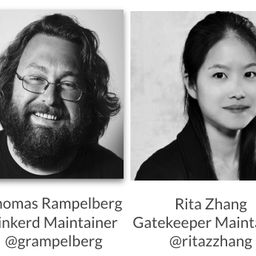 homas Rampelberg
inkerd Maintainer
@grampelberg
Rita Zhang
Gatekeeper Mainta
@ritazzhang